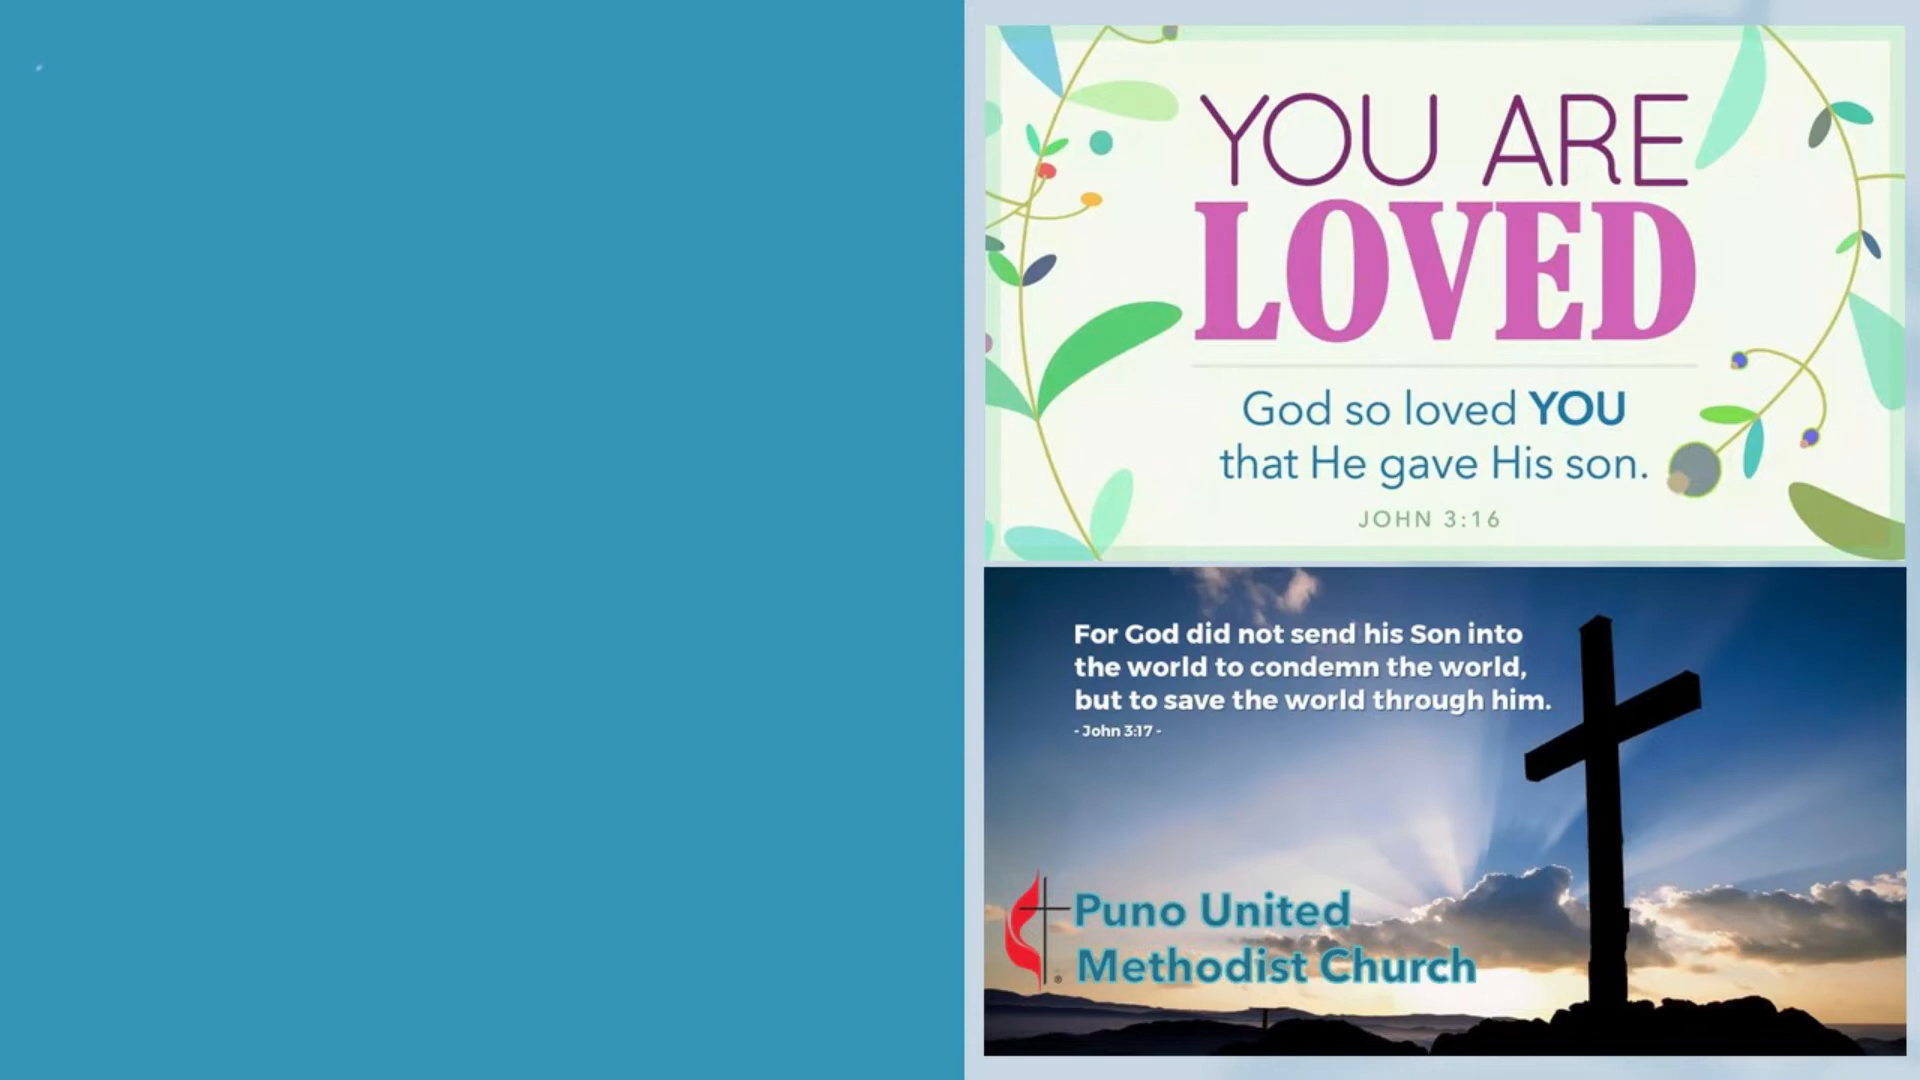 YOU ARE
LOVED
God so loved YOU
that He gave His son.
JOHN 3:16
For God did not send his Son into
the world to condemn the world,
but to save the world through him.
- John 3:17 -
Puno United
Methodist Church